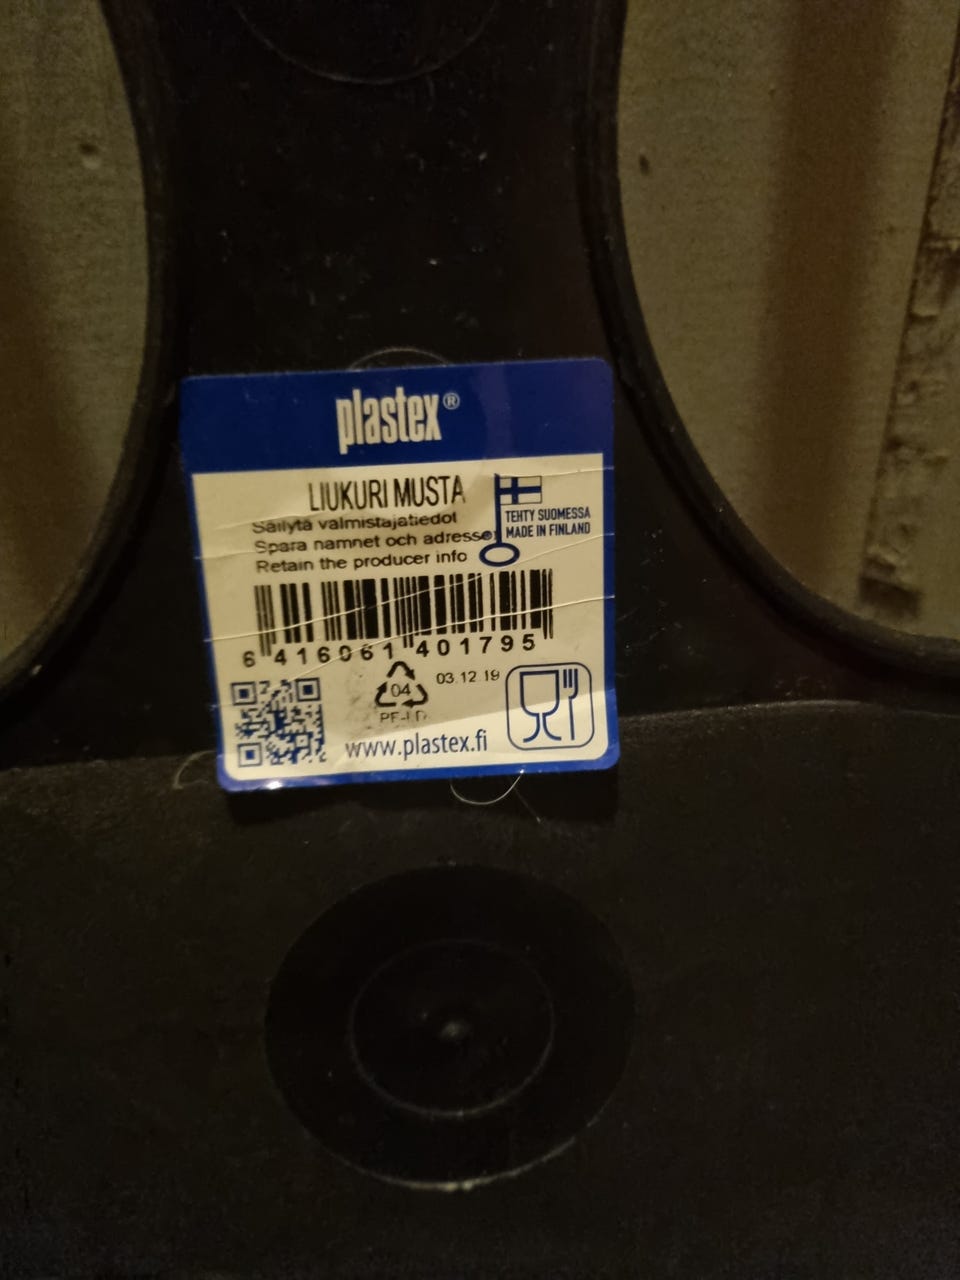 plastex®
LIUKURI MUSTA
Säilytä valmistajatiedot
Spara namnet och adressen
Retain the producer info
TEHTY SUOMESSA
MADE IN FINLAND
6 416061 401795
04
PE-LD
03.12.19
www.plastex.fi